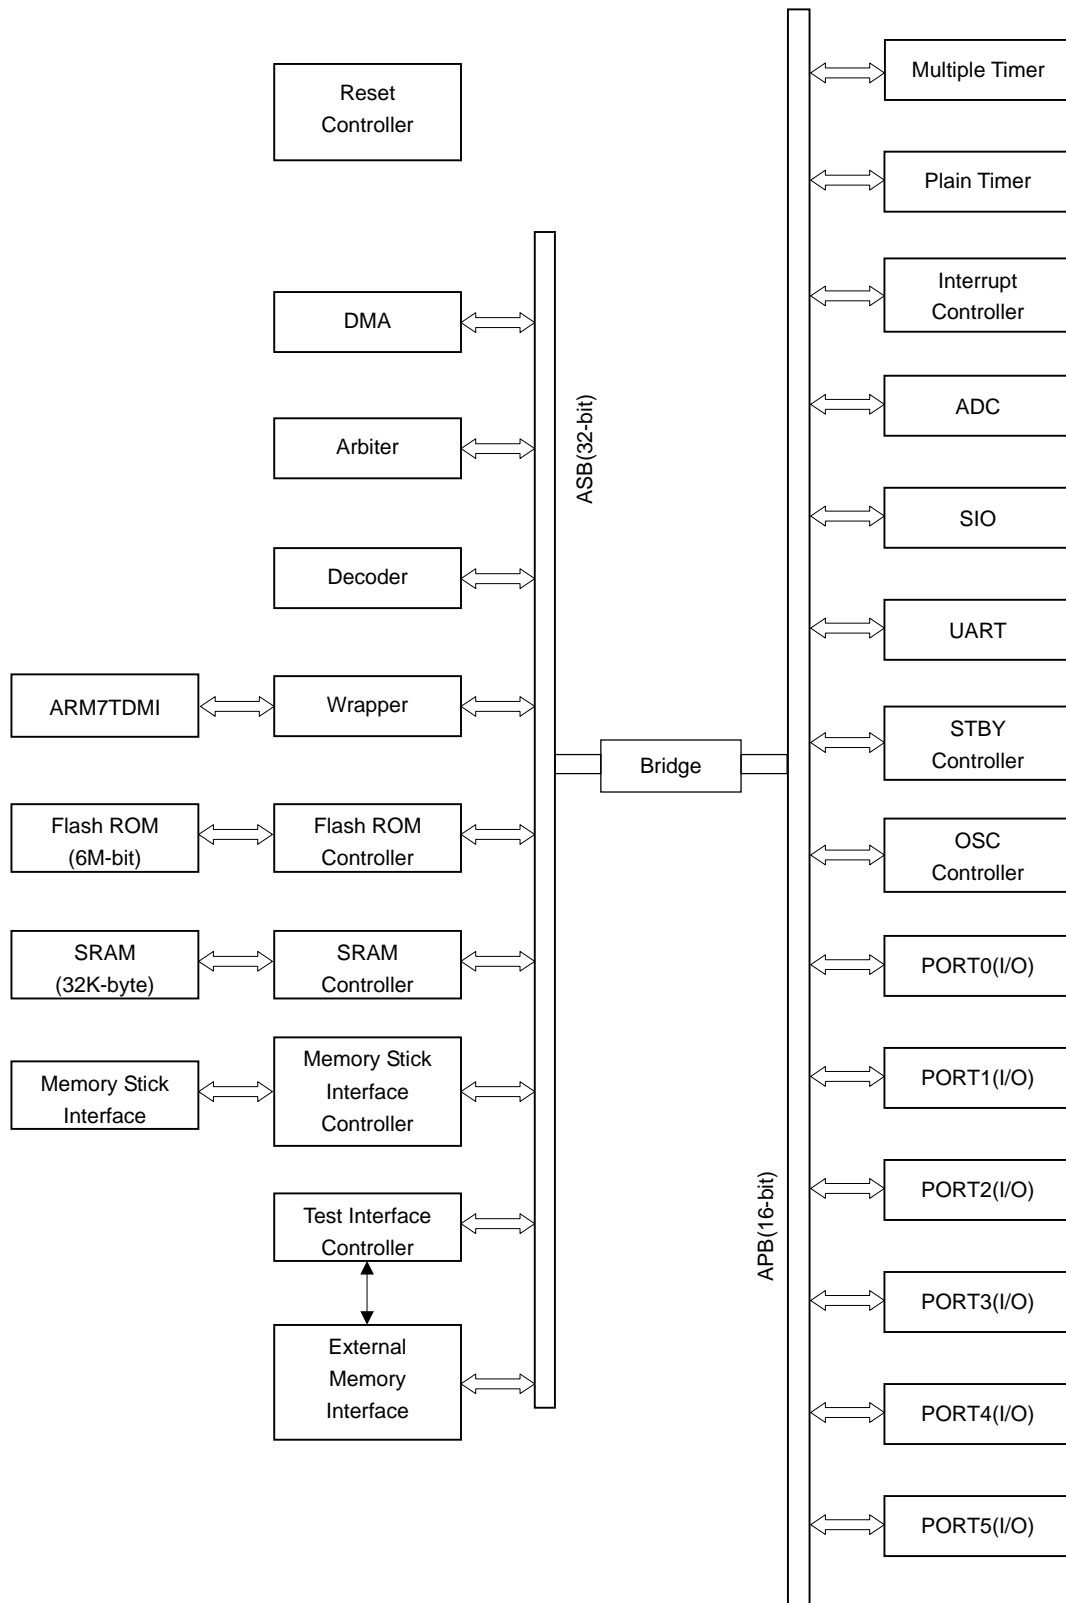 Reset
Controller
DMA
Arbiter
Decoder
ARM7TDMI
Wrapper
Flash ROM
(6M-bit)
Flash ROM
Controller
SRAM
(32K-byte)
SRAM
Controller
Memory Stick
Interface
Memory Stick
Interface
Controller
Test Interface
Controller
External
Memory
Interface
ASB(32-bit)
Bridge
APB(16-bit)
Multiple Timer
Plain Timer
Interrupt
Controller
ADC
SIO
UART
STBY
Controller
OSC
Controller
PORT0(I/O)
PORT1(I/O)
PORT2(I/O)
PORT3(I/O)
PORT4(I/O)
PORT5(I/O)